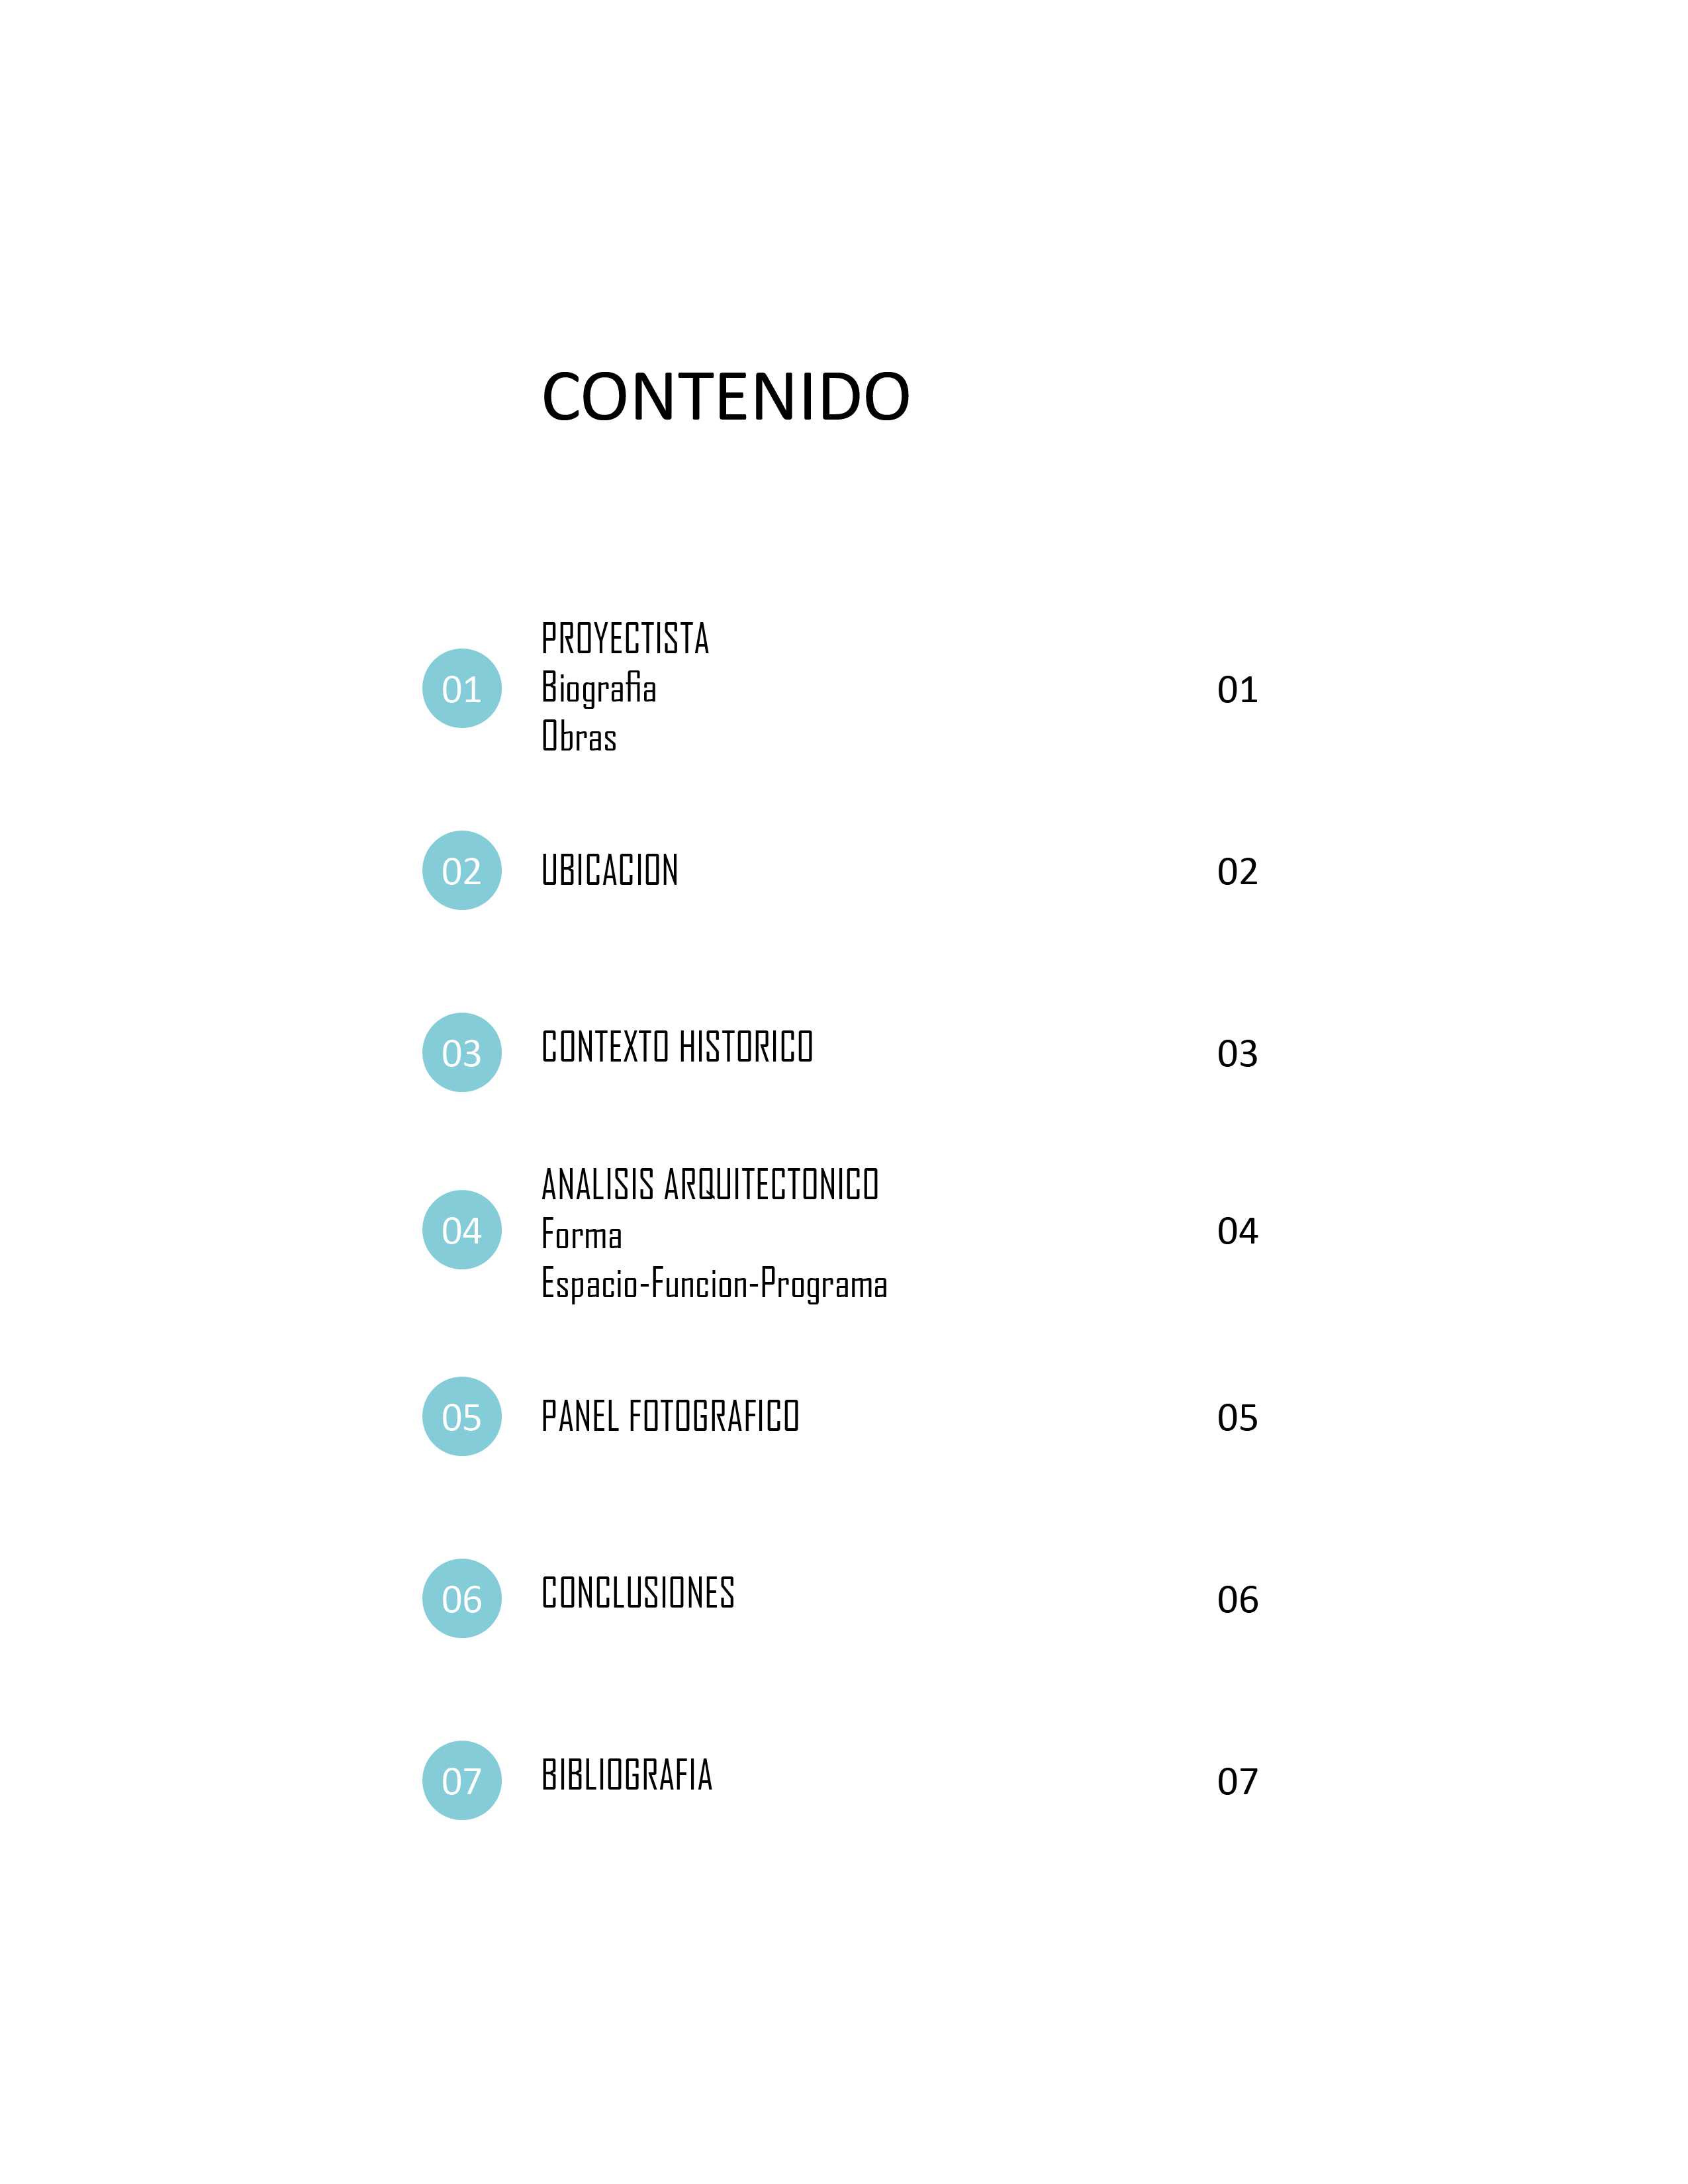 CONTENIDO
PROYECTISTA
01 Biografia 01
Obras
02 UBICACION 02
03 CONTEXTO HISTORICO 03
ANALISIS ARQUITECTONICO
04 Forma 04
Espacio-Funcion-Programa
05 PANEL FOTOGRAFICO 05
06 CONCLUSIONES 06
07 BIBLIOGRAFIA 07